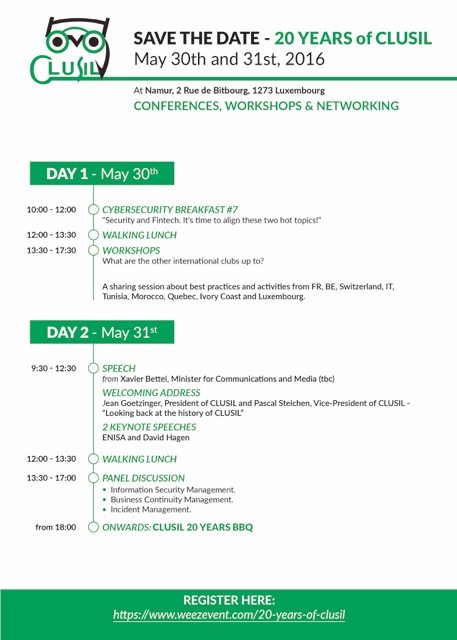 CLUSIL
SAVE THE DATE - 20 YEARS of CLUSIL
May 30th and 31st, 2016
At Namur, 2 Rue de Bitbourg, 1273 Luxembourg
CONFERENCES, WORKSHOPS & NETWORKING
DAY 1 - May 30th
10:00 - 12:00 CYBERSECURITY BREAKFAST #7
"Security and Fintech. It's time to align these two hot topics!"
12:00 - 13:30 WALKING LUNCH
13:30 - 17:30 WORKSHOPS
What are the other international clubs up to?
A sharing session about best practices and activities from FR, BE, Switzerland, IT,
Tunisia, Morocco, Quebec, Ivory Coast and Luxembourg.
DAY 2 - May 31st
9:30 - 12:30 SPEECH
from Xavier Bettel, Minister for Communications and Media (tbc)
WELCOMING ADDRESS
Jean Goetzinger, President of CLUSIL and Pascal Steichen, Vice-President of CLUSIL -
"Looking back at the history of CLUSIL"
2 KEYNOTE SPEECHES
ENISA and David Hagen
12:00 - 13:30 WALKING LUNCH
13:30 - 17:00 PANEL DISCUSSION
• Information Security Management.
• Business Continuity Management.
• Incident Management.
from 18:00 ONWARDS: CLUSIL 20 YEARS BBQ
REGISTER HERE:
https://www.weezevent.com/20-years-of-clusil